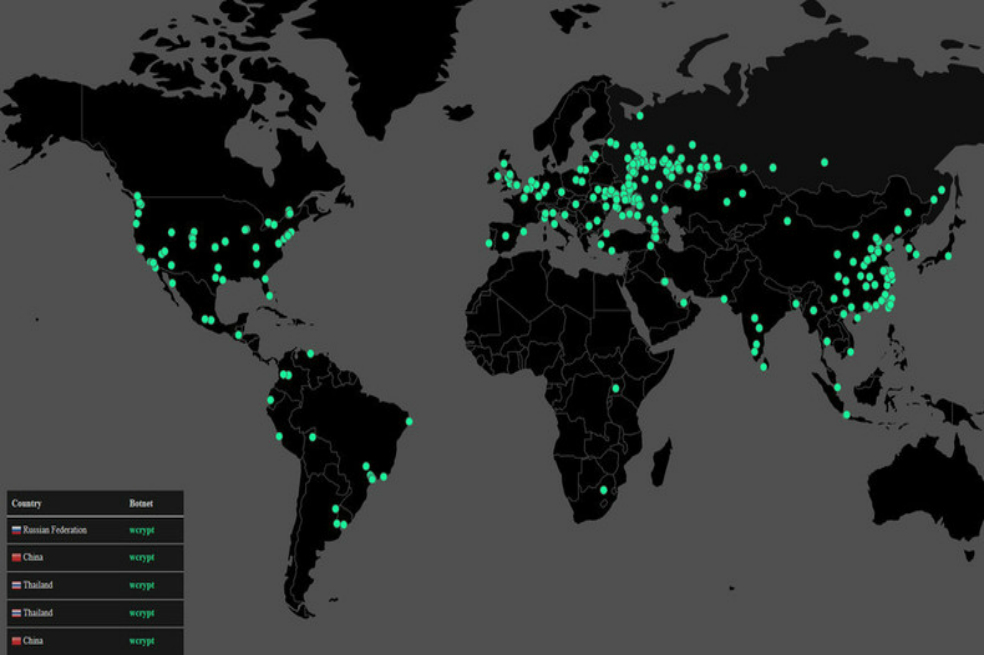 Country Botnet
Russian Federation wcrypt
China wcrypt
Thailand wcrypt
Thailand wcrypt
China wcrypt